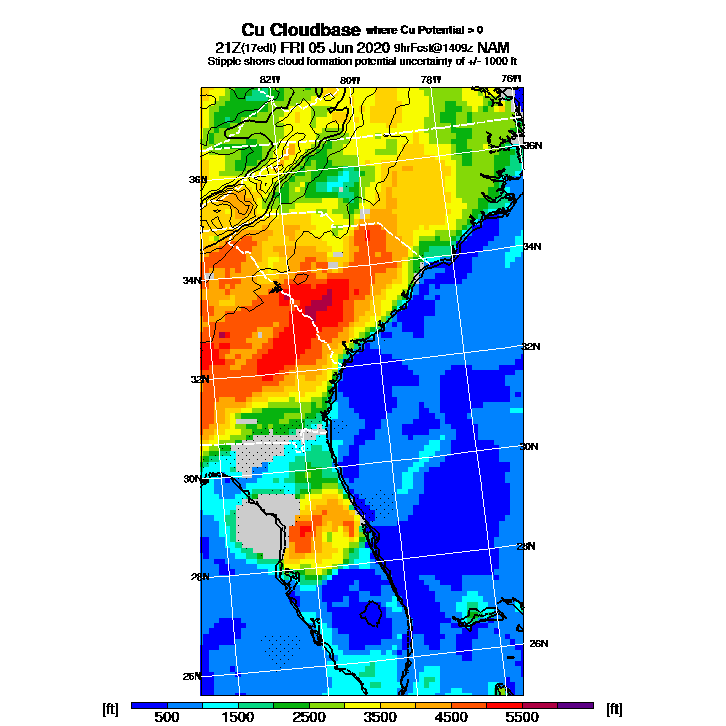 Cu Cloudbase where Cu Potential > 0
21Z(17edt) FRI 05 Jun 2020 9hrFcst@1409z NAM
Stipple shows cloud formation potential uncertainty of +/- 1000 ft
82W 80W 78W 76W
36N
36N
34N
34N
32N
32N
30N
30N
28N
28N
26N
26N
[ft] 500 1500 2500 3500 4500 5500 [ft]